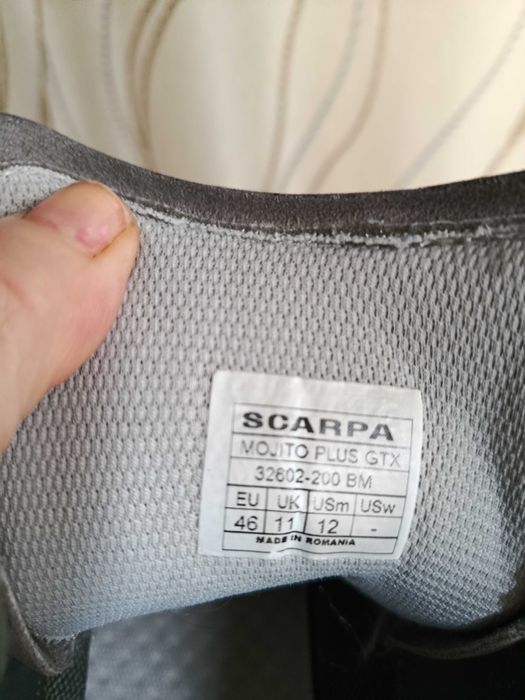 SCARPA
MOJITO PLUS GTX
32602-200 BM
EU UK USm USw
46 11 12 -
MADE IN ROMANIA